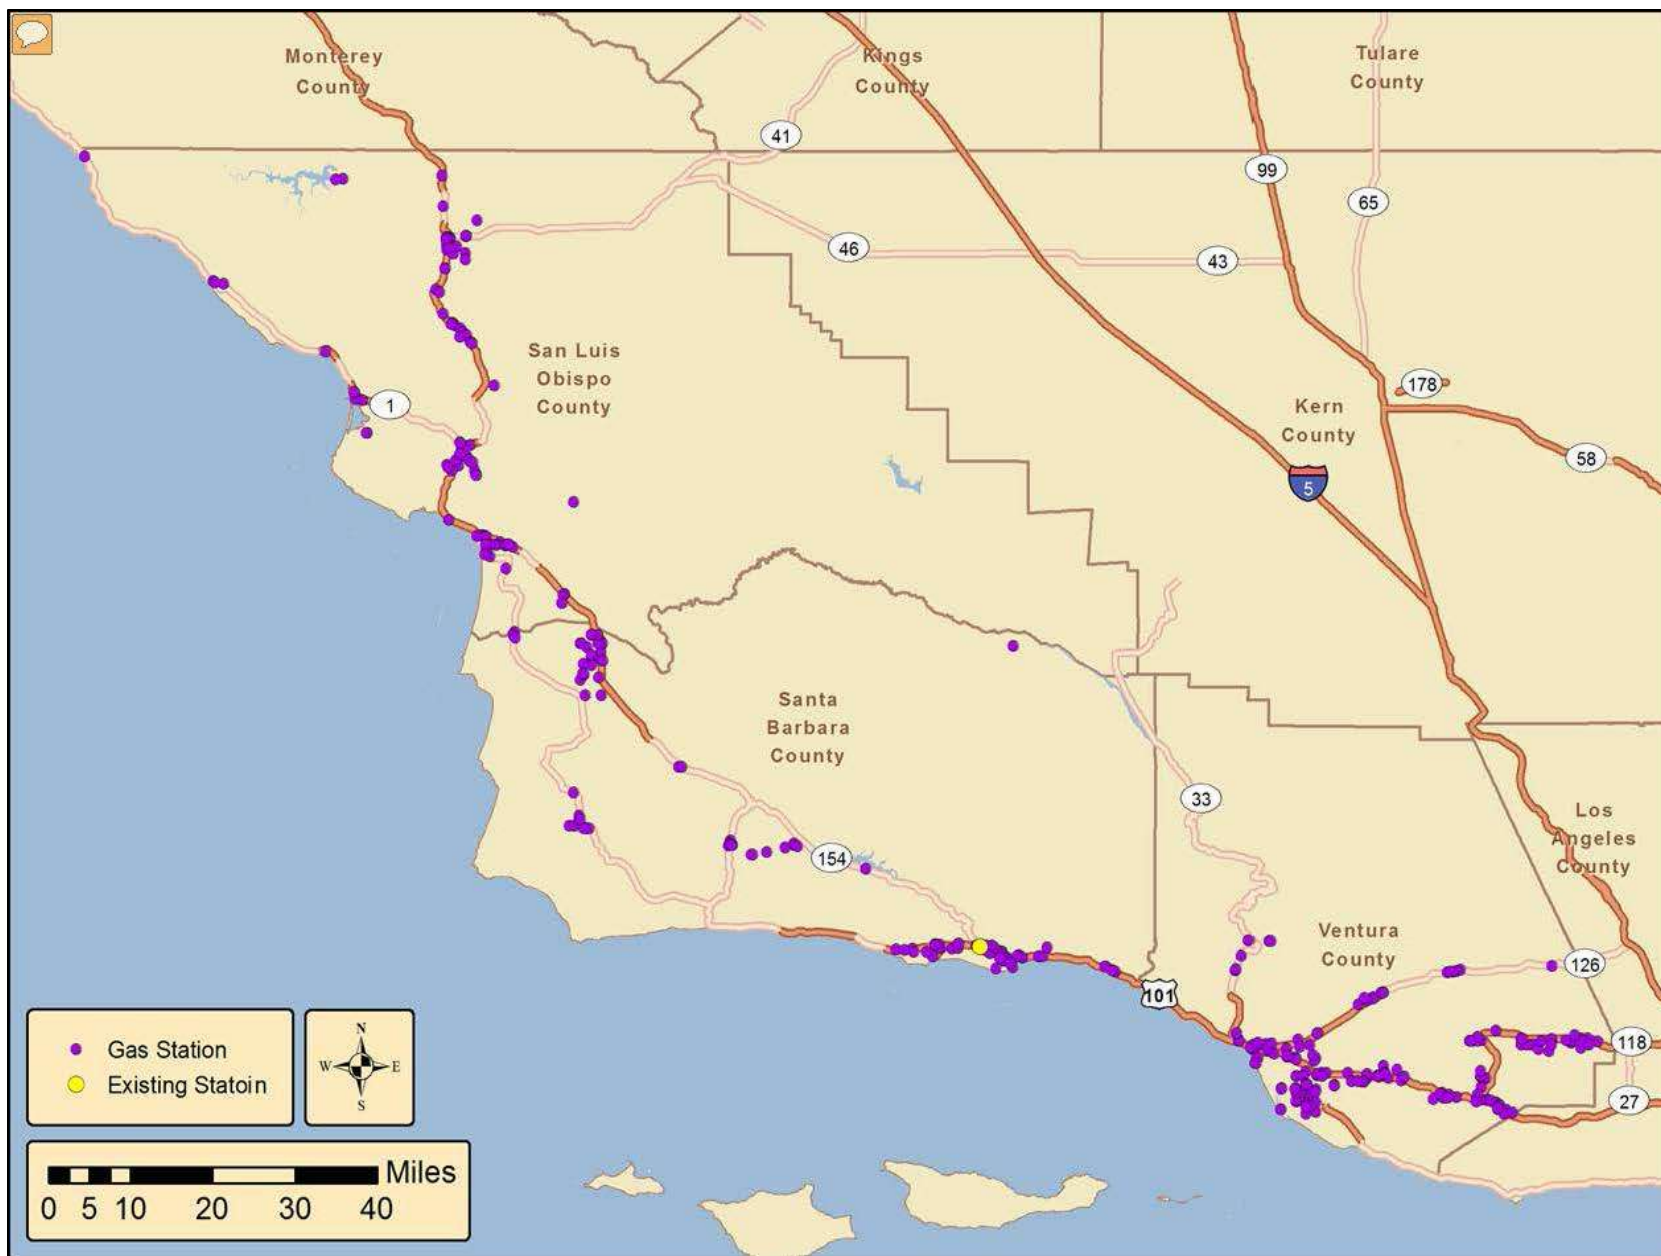 Monterey
County
Kings
County
Tulare
County
41
99
65
46
43
San Luis
Obispo
County
1
178
Kern
County
58
5
Santa
Barbara
County
33
Los
Angeles
County
154
Ventura
County
126
101
118
27
Gas Station
Existing Statoin
N
W E
S
Miles
0 5 10 20 30 40